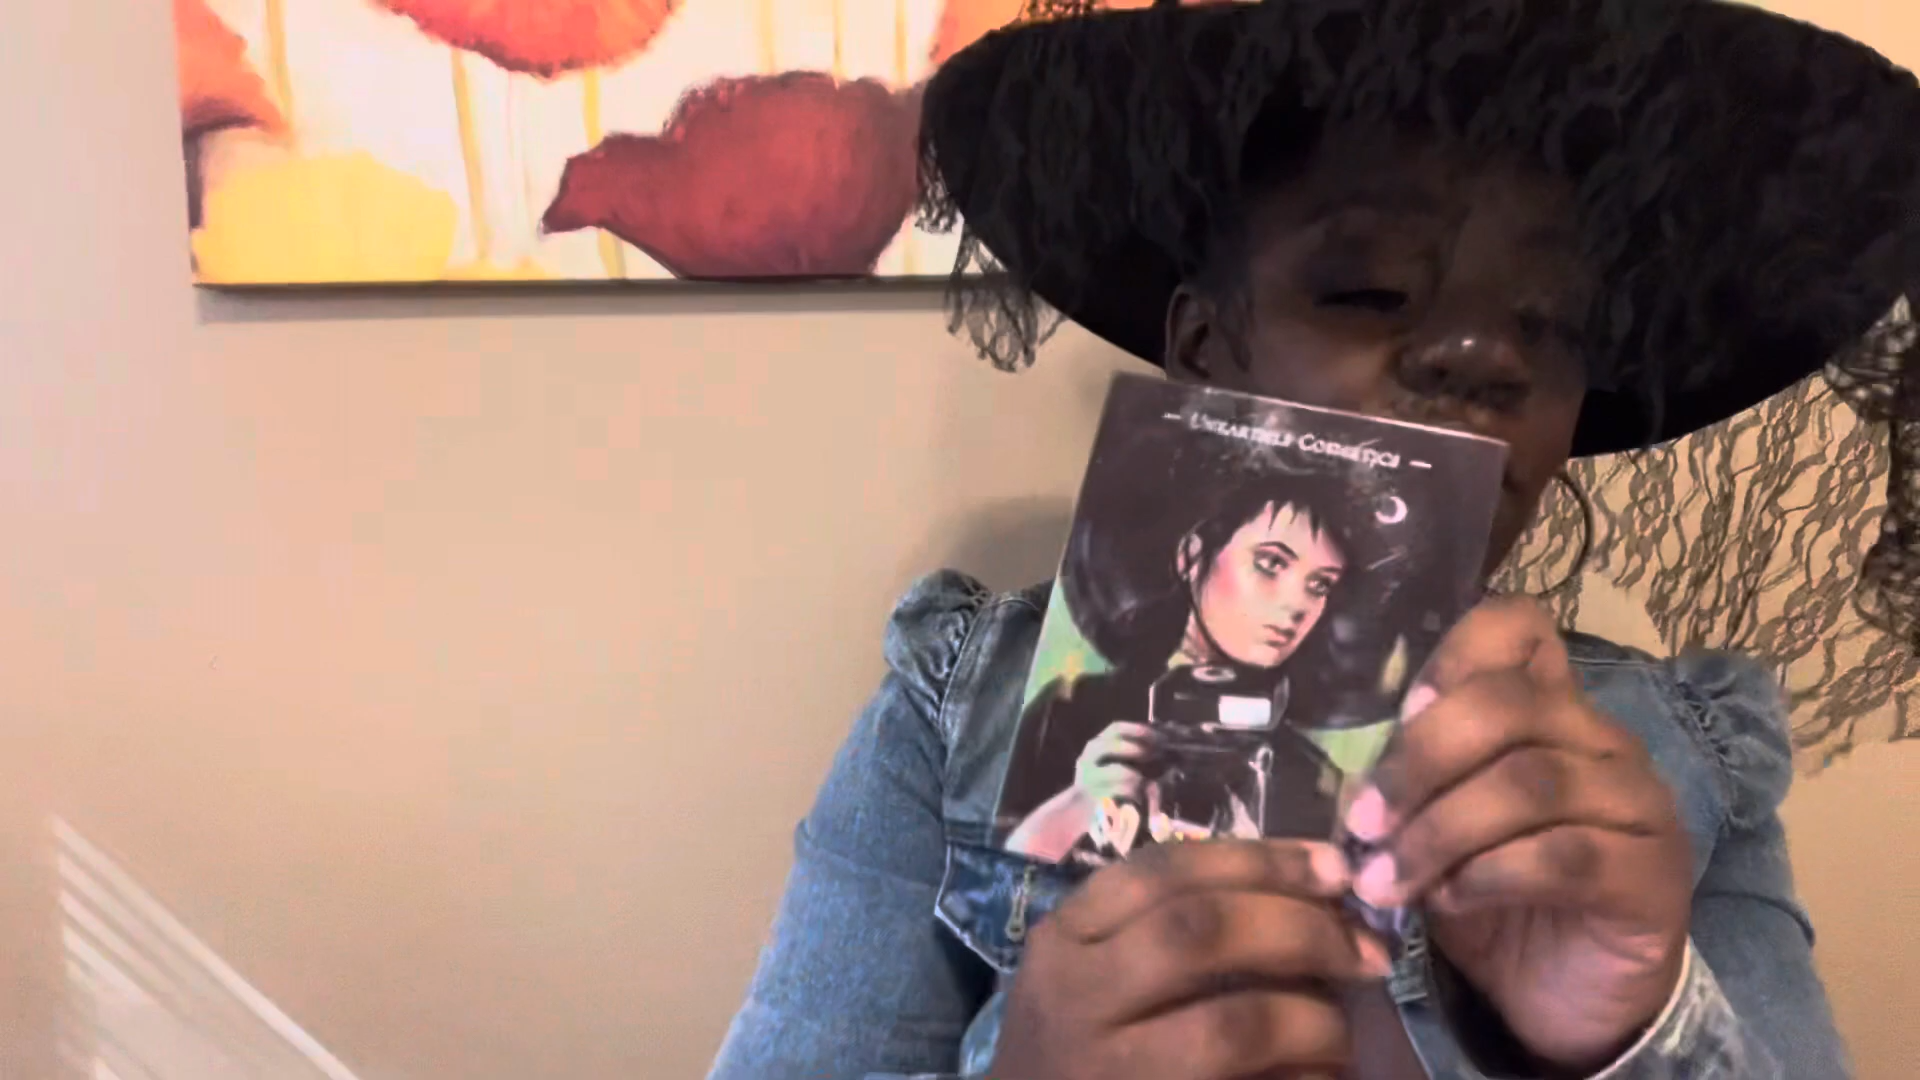 — Unearthly Cosmetics —